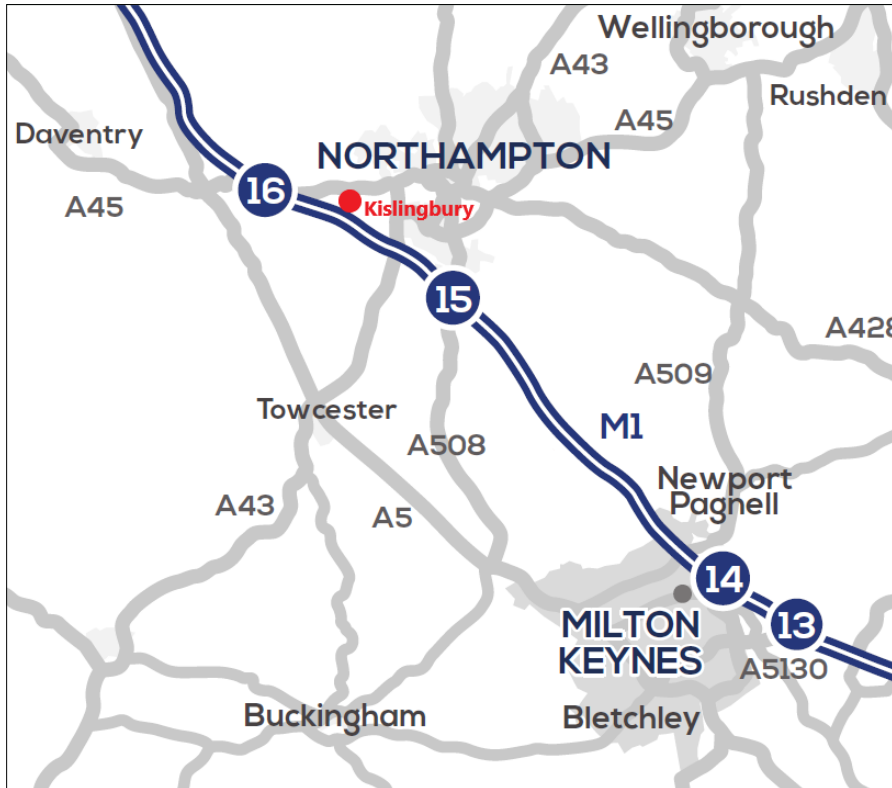 Wellingborough
A43
Rushden
A45
Daventry
NORTHAMPTON
16
Kislingbury
A45
15
A428
A509
Towcester
M1
A508
Newport
Pagnell
A43
A5
14
MILTON
KEYNES
13
A5130
Buckingham
Bletchley